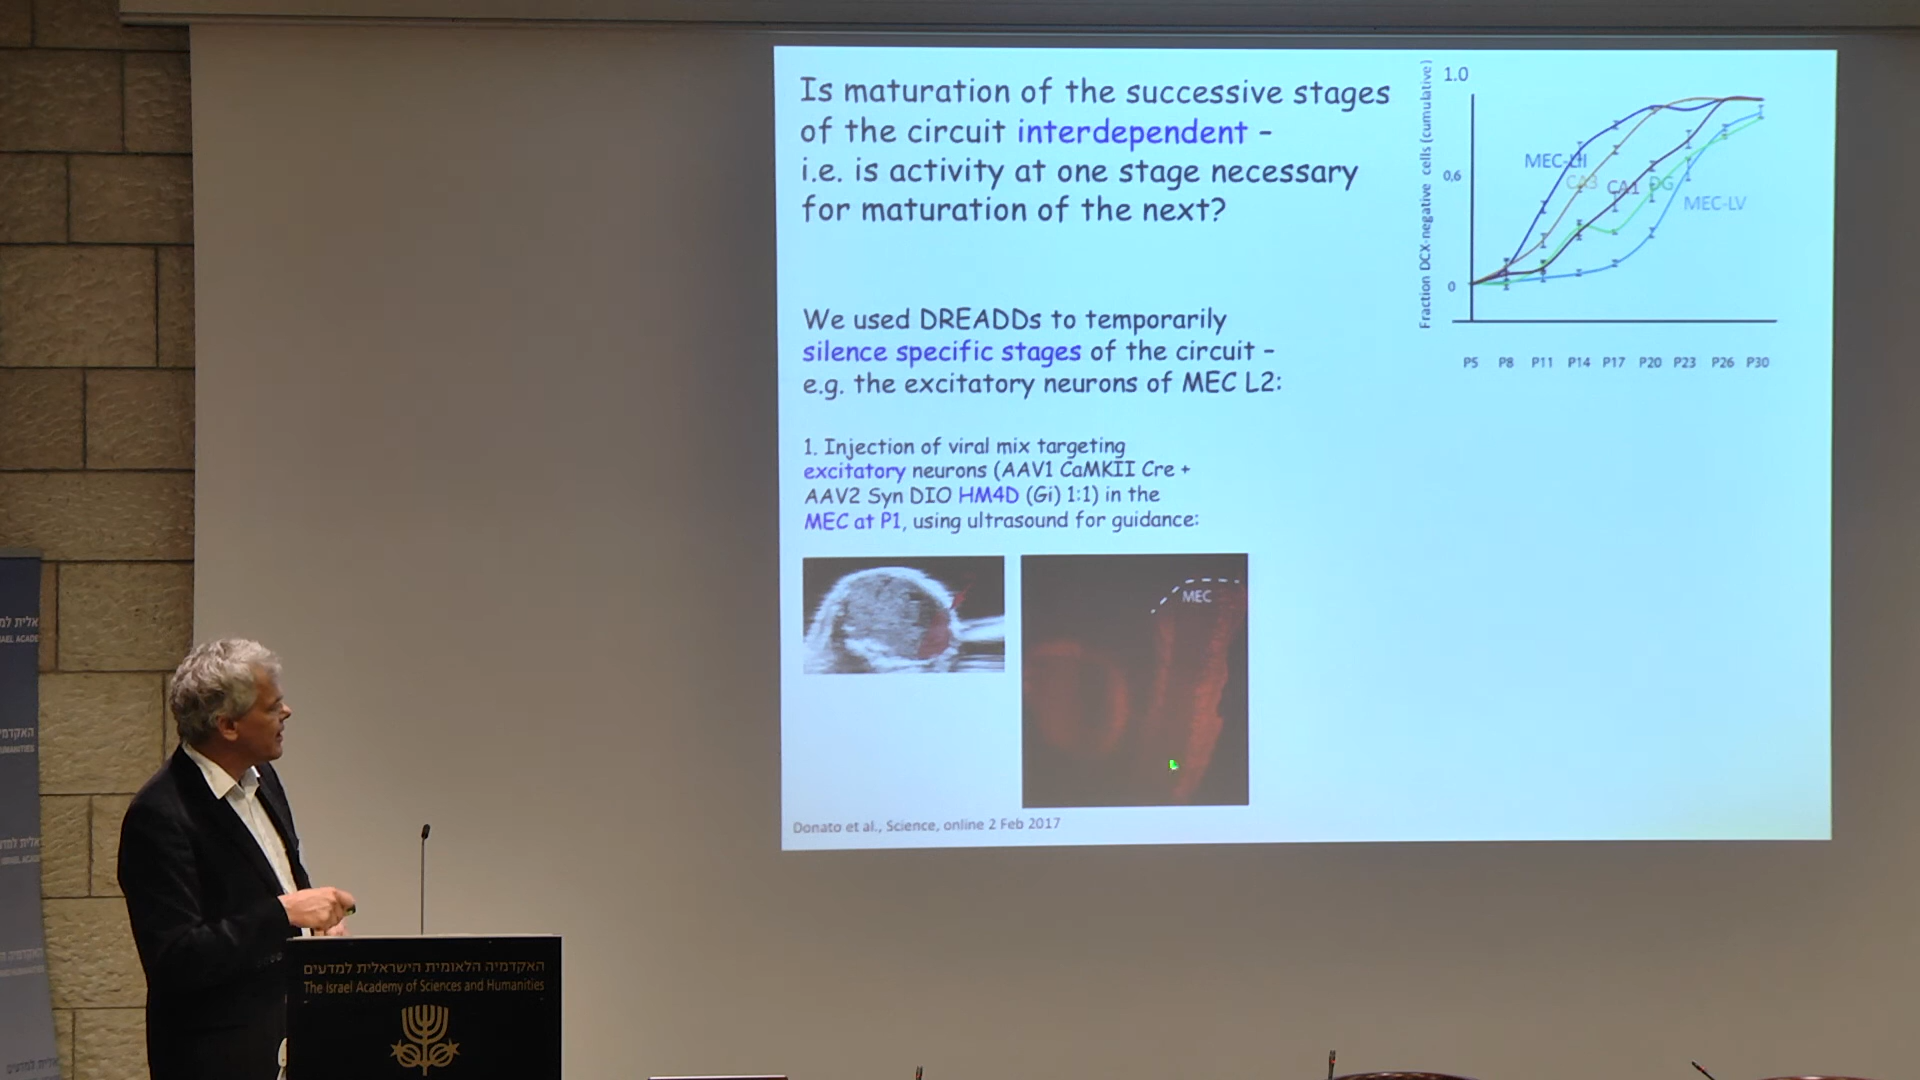 Is maturation of the successive stages
of the circuit interdependent –
i.e. is activity at one stage necessary
for maturation of the next?
We used DREADDs to temporarily
silence specific stages of the circuit –
e.g. the excitatory neurons of MEC L2:
1. Injection of viral mix targeting
excitatory neurons (AAV1 CaMKII Cre +
AAV2 Syn DIO HM4D (Gi) 1:1) in the
MEC at P1, using ultrasound for guidance:
MEC
Donato et al., Science, online 2 Feb 2017
Fraction DCX-negative cells (cumulative)
1.0
0,6
0
MEC-LII
CA3
CA1
DG
MEC-LV
P5 P8 P11 P14 P17 P20 P23 P26 P30
האקדמיה הלאומית הישראלית למדעים
The Israel Academy of Sciences and Humanities